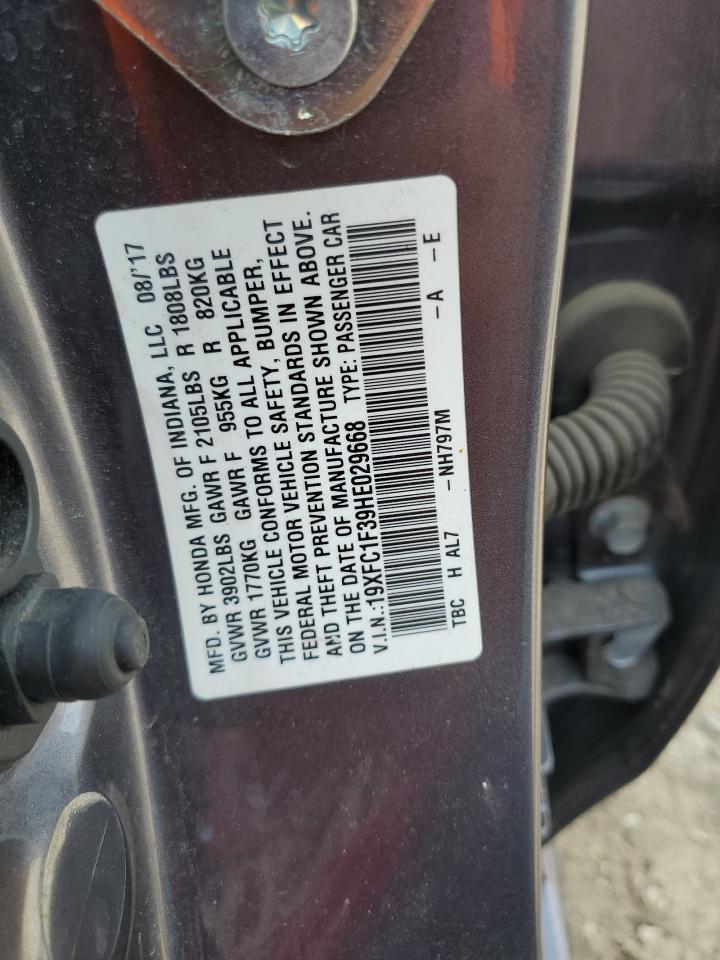 MFD. BY HONDA MFG. OF INDIANA, LLC 08/'17
GVWR 3902LBS GAWR F 2105LBS R 1808LBS
GVWR 1770KG GAWR F 955KG R 820KG
THIS VEHICLE CONFORMS TO ALL APPLICABLE
FEDERAL MOTOR VEHICLE SAFETY, BUMPER,
AND THEFT PREVENTION STANDARDS IN EFFECT
ON THE DATE OF MANUFACTURE SHOWN ABOVE.
V.I.N.:19XFC1F39HE029668 TYPE: PASSENGER CAR
TBC H AL7 -NH797M -A -E